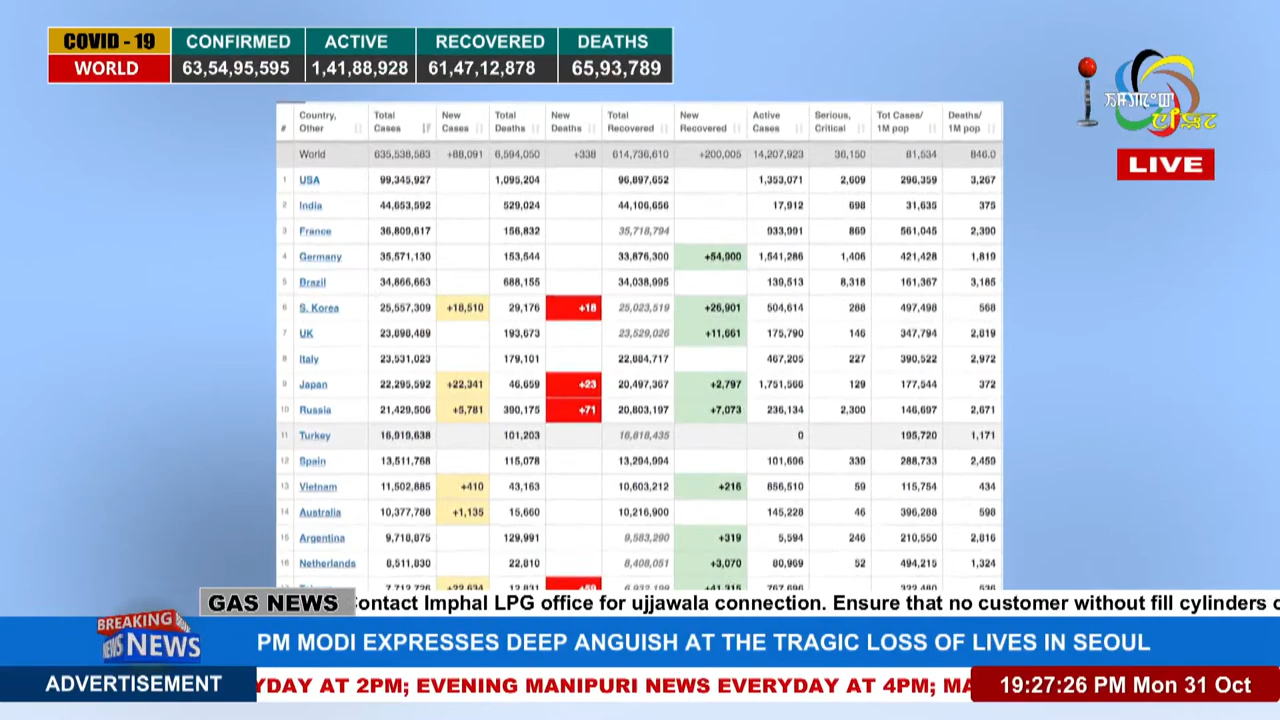 COVID - 19 CONFIRMED ACTIVE RECOVERED DEATHS
WORLD 63,54,95,595 1,41,88,928 61,47,12,878 65,93,789
LIVE
# Country, Other Total Cases New Cases Total Deaths New Deaths Total Recovered New Recovered Active Cases Serious, Critical Tot Cases/ 1M pop Deaths/ 1M pop
World 635,538,583 +88,091 6,594,050 +338 614,736,610 +200,005 14,207,923 36,150 81,534 846.0
1 USA 99,345,927 1,095,204 96,897,652 1,353,071 2,609 296,359 3,267
2 India 44,653,592 529,024 44,106,656 17,912 698 31,635 375
3 France 36,809,617 156,832 35,718,794 933,991 869 561,045 2,390
4 Germany 35,571,130 153,544 33,876,300 +54,900 1,541,286 1,406 421,428 1,819
5 Brazil 34,866,663 688,155 34,038,995 139,513 8,318 161,367 3,185
6 S. Korea 25,557,309 +18,510 29,176 +18 25,023,519 +26,901 504,614 288 497,498 568
7 UK 23,898,489 193,673 23,529,026 +11,661 175,790 146 347,794 2,819
8 Italy 23,531,023 179,101 22,884,717 467,205 227 390,522 2,972
9 Japan 22,295,592 +22,341 46,659 +23 20,497,367 +2,797 1,751,566 129 177,544 372
10 Russia 21,429,506 +5,781 390,175 +71 20,803,197 +7,073 236,134 2,300 146,697 2,671
11 Turkey 16,919,638 101,203 16,818,435 0 195,720 1,171
12 Spain 13,511,768 115,078 13,294,994 101,696 339 288,733 2,459
13 Vietnam 11,502,885 +410 43,163 10,603,212 +216 856,510 59 115,754 434
14 Australia 10,377,788 +1,135 15,660 10,216,900 145,228 46 396,288 598
15 Argentina 9,718,875 129,991 9,583,290 +319 5,594 246 210,550 2,816
16 Netherlands 8,511,830 22,810 8,408,051 +3,070 80,969 52 494,215 1,324
GAS NEWS ontact Imphal LPG office for ujjawala connection. Ensure that no customer without fill cylinders
BREAKING NEWS PM MODI EXPRESSES DEEP ANGUISH AT THE TRAGIC LOSS OF LIVES IN SEOUL
ADVERTISEMENT YDAY AT 2PM; EVENING MANIPURI NEWS EVERYDAY AT 4PM; MA 19:27:26 PM Mon 31 Oct